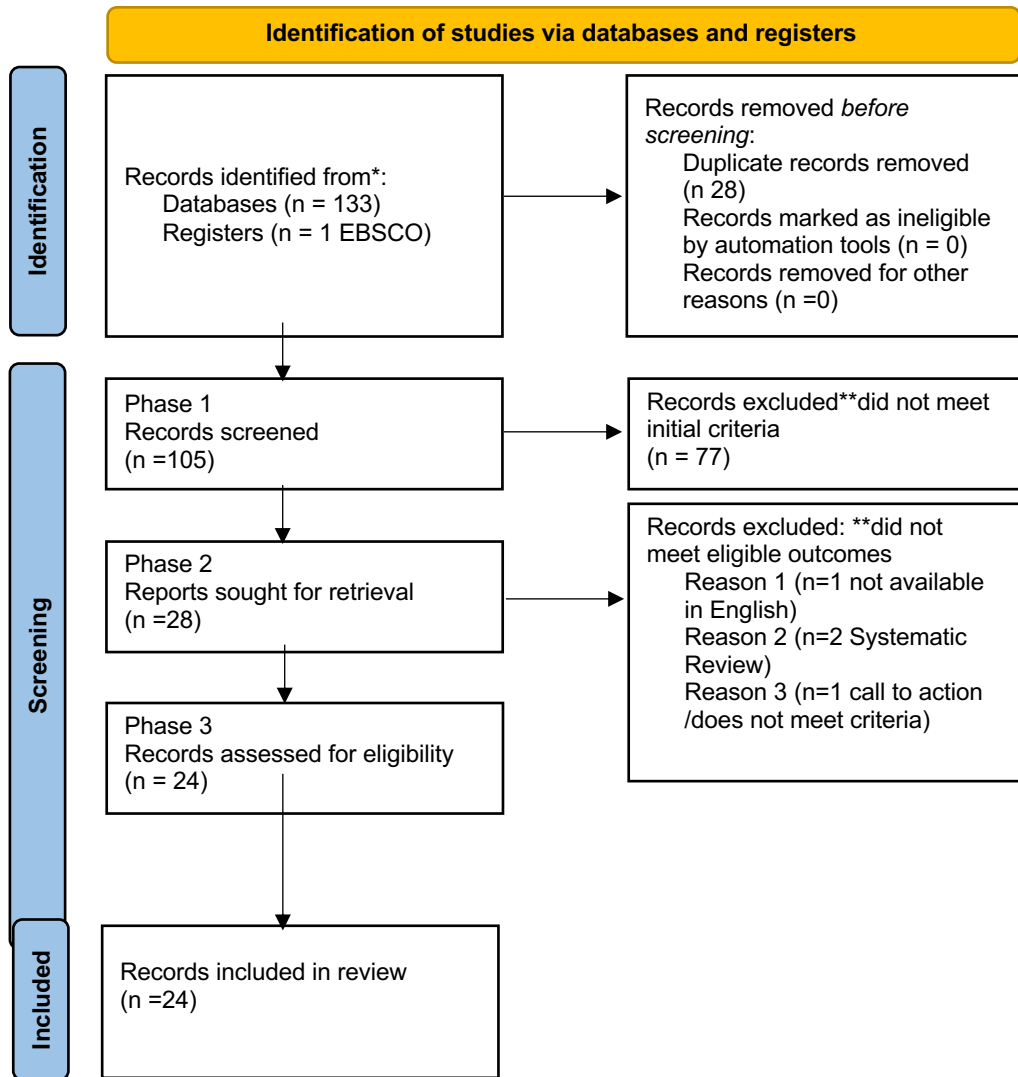 Identification of studies via databases and registers
Identification
Records identified from*:
Databases (n = 133)
Registers (n = 1 EBSCO)
Records removed before
screening:
Duplicate records removed
(n 28)
Records marked as ineligible
by automation tools (n = 0)
Records removed for other
reasons (n =0)
Screening
Phase 1
Records screened
(n =105)
Records excluded**did not meet
initial criteria
(n = 77)
Phase 2
Reports sought for retrieval
(n =28)
Records excluded: **did not
meet eligible outcomes
Reason 1 (n=1 not available
in English)
Reason 2 (n=2 Systematic
Review)
Reason 3 (n=1 call to action
/does not meet criteria)
Phase 3
Records assessed for eligibility
(n = 24)
Included
Records included in review
(n =24)